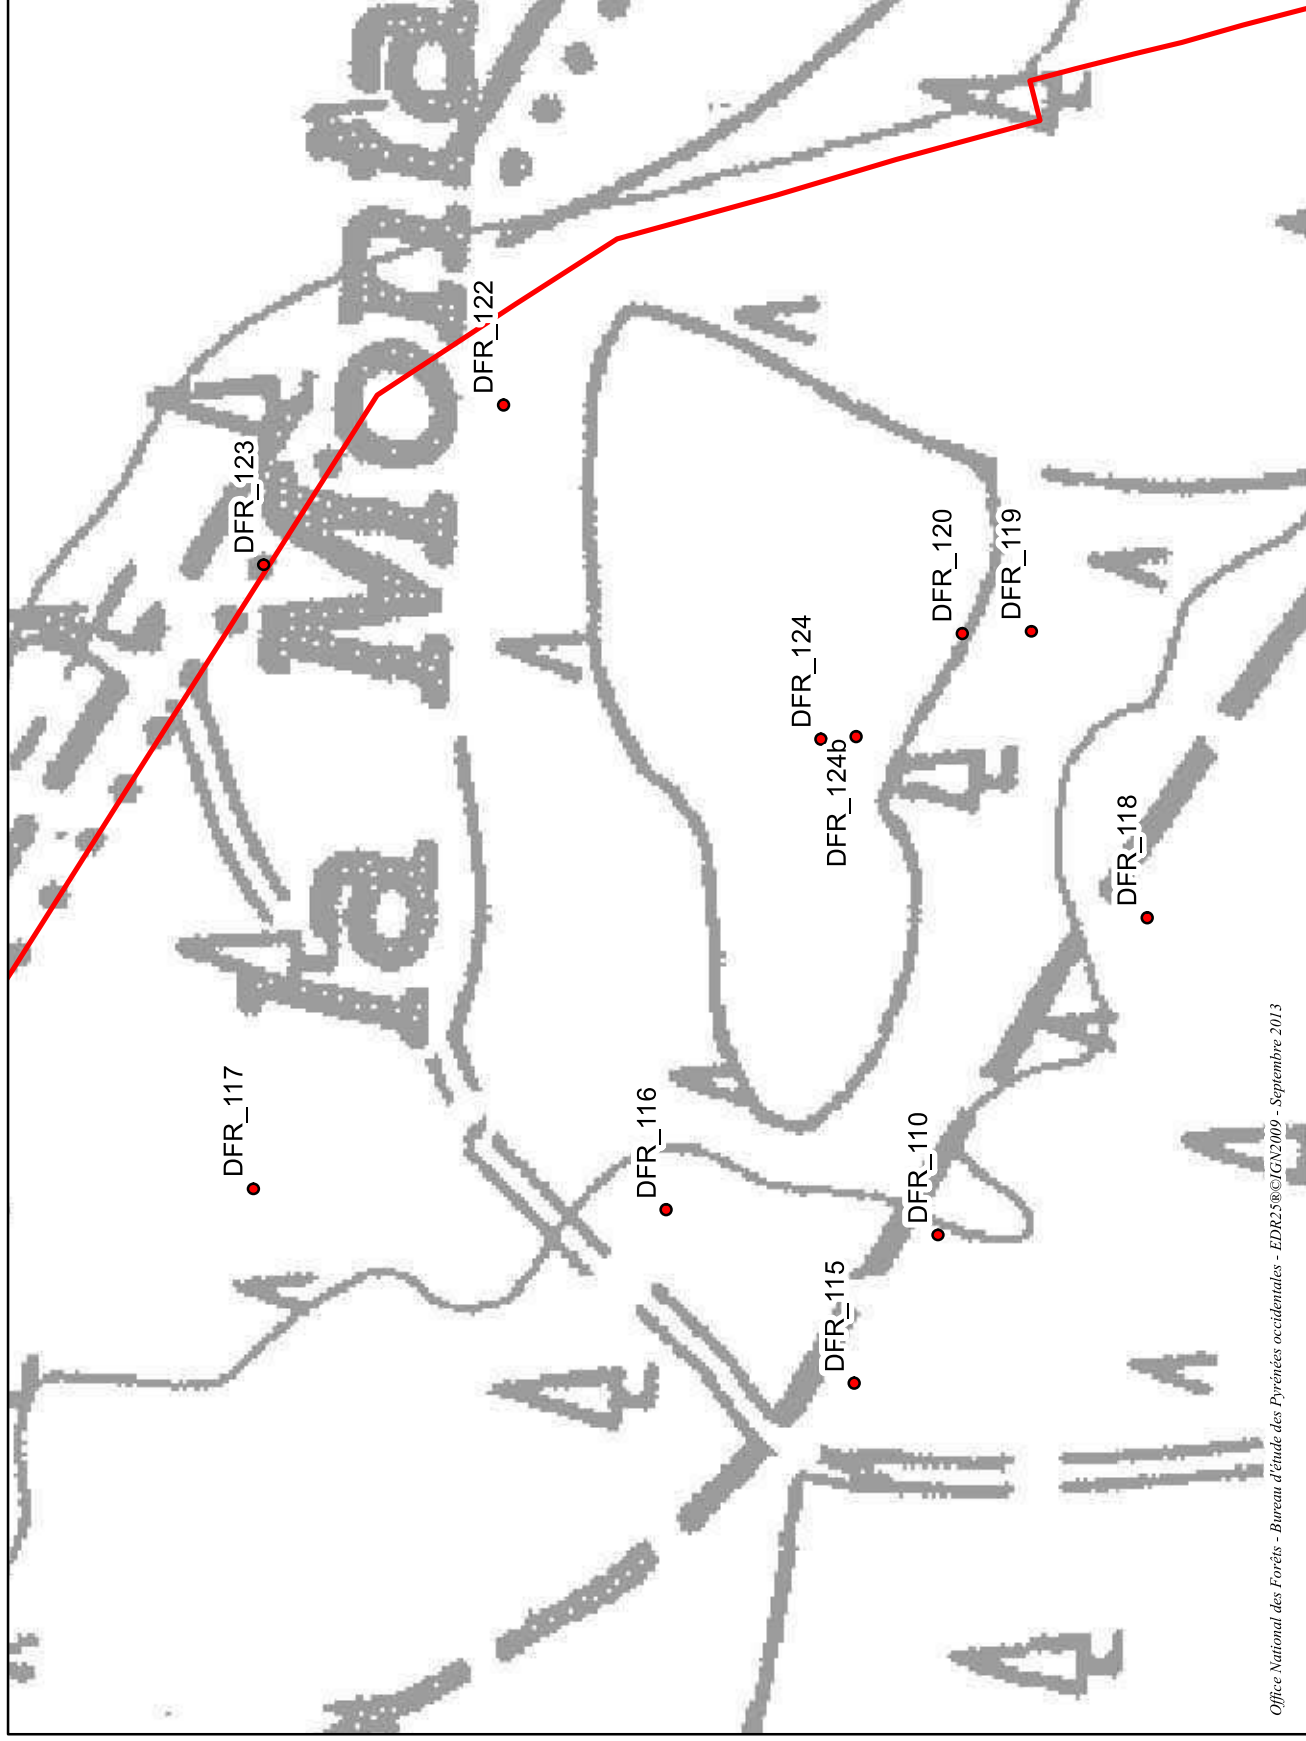 DFR_117
DFR_123
DFR_122
DFR_116
DFR_124
DFR_124b
DFR_115
DFR_110
DFR_120
DFR_119
DFR_118
la Monta
Office National des Forêts - Bureau d'étude des Pyrénées occidentales - EDR25®©IGN2009 - Septembre 2013